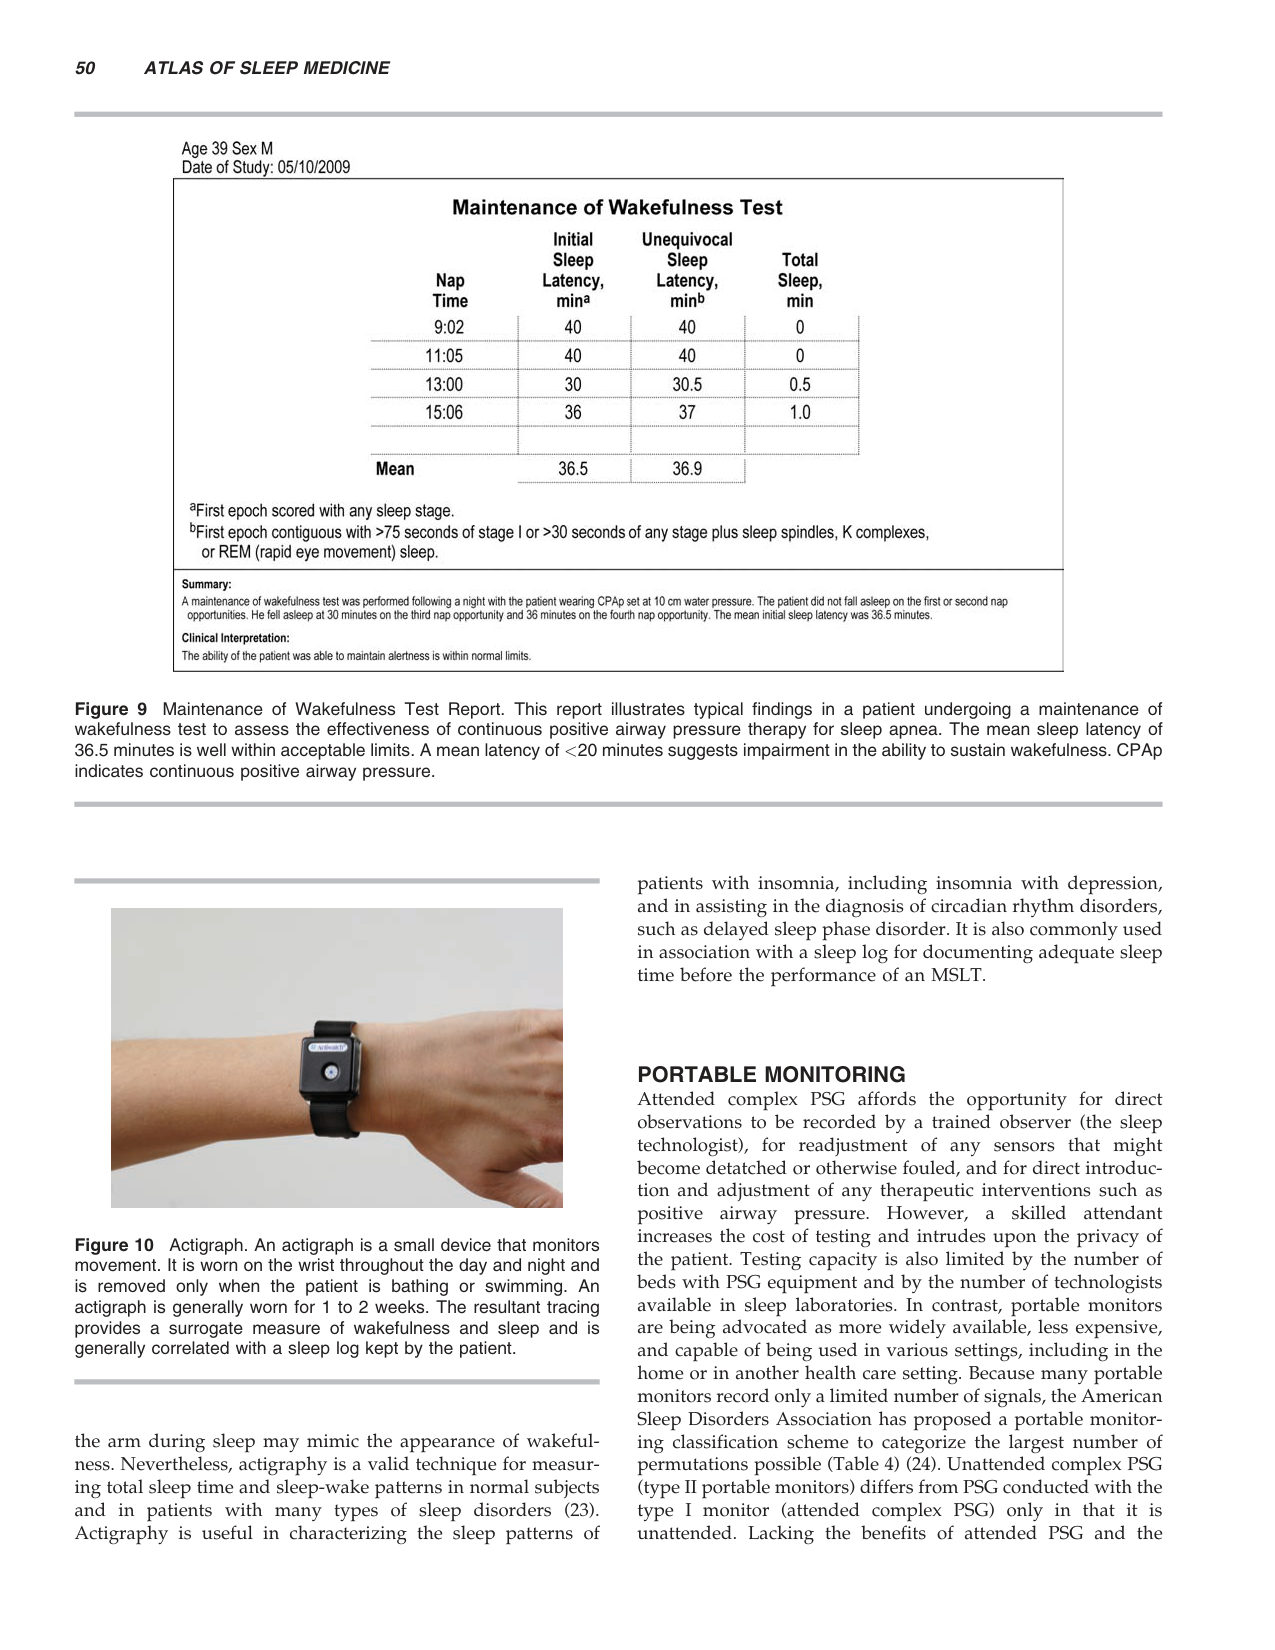 50 ATLAS OF SLEEP MEDICINE
Age 39 Sex M
Date of Study: 05/10/2009
Maintenance of Wakefulness Test
Nap Time Initial Sleep Latency, minᵃ Unequivocal Sleep Latency, minᵇ Total Sleep, min
9:02 40 40 0
11:05 40 40 0
13:00 30 30.5 0.5
15:06 36 37 1.0
Mean 36.5 36.9
ᵃFirst epoch scored with any sleep stage.
ᵇFirst epoch contiguous with >75 seconds of stage I or >30 seconds of any stage plus sleep spindles, K complexes,
or REM (rapid eye movement) sleep.
Summary:
A maintenance of wakefulness test was performed following a night with the patient wearing CPAp set at 10 cm water pressure. The patient did not fall asleep on the first or second nap
opportunities. He fell asleep at 30 minutes on the third nap opportunity and 36 minutes on the fourth nap opportunity. The mean initial sleep latency was 36.5 minutes.
Clinical Interpretation:
The ability of the patient was able to maintain alertness is within normal limits.
Figure 9 Maintenance of Wakefulness Test Report. This report illustrates typical findings in a patient undergoing a maintenance of
wakefulness test to assess the effectiveness of continuous positive airway pressure therapy for sleep apnea. The mean sleep latency of
36.5 minutes is well within acceptable limits. A mean latency of <20 minutes suggests impairment in the ability to sustain wakefulness. CPAp
indicates continuous positive airway pressure.
Actiwatch
Figure 10 Actigraph. An actigraph is a small device that monitors
movement. It is worn on the wrist throughout the day and night and
is removed only when the patient is bathing or swimming. An
actigraph is generally worn for 1 to 2 weeks. The resultant tracing
provides a surrogate measure of wakefulness and sleep and is
generally correlated with a sleep log kept by the patient.
the arm during sleep may mimic the appearance of wakeful-
ness. Nevertheless, actigraphy is a valid technique for measur-
ing total sleep time and sleep-wake patterns in normal subjects
and in patients with many types of sleep disorders (23).
Actigraphy is useful in characterizing the sleep patterns of
patients with insomnia, including insomnia with depression,
and in assisting in the diagnosis of circadian rhythm disorders,
such as delayed sleep phase disorder. It is also commonly used
in association with a sleep log for documenting adequate sleep
time before the performance of an MSLT.
PORTABLE MONITORING
Attended complex PSG affords the opportunity for direct
observations to be recorded by a trained observer (the sleep
technologist), for readjustment of any sensors that might
become detatched or otherwise fouled, and for direct introduc-
tion and adjustment of any therapeutic interventions such as
positive airway pressure. However, a skilled attendant
increases the cost of testing and intrudes upon the privacy of
the patient. Testing capacity is also limited by the number of
beds with PSG equipment and by the number of technologists
available in sleep laboratories. In contrast, portable monitors
are being advocated as more widely available, less expensive,
and capable of being used in various settings, including in the
home or in another health care setting. Because many portable
monitors record only a limited number of signals, the American
Sleep Disorders Association has proposed a portable monitor-
ing classification scheme to categorize the largest number of
permutations possible (Table 4) (24). Unattended complex PSG
(type II portable monitors) differs from PSG conducted with the
type I monitor (attended complex PSG) only in that it is
unattended. Lacking the benefits of attended PSG and the